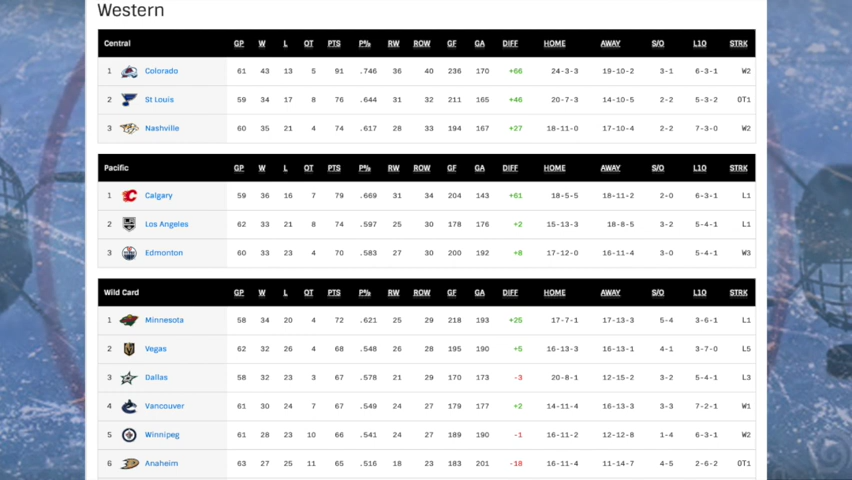 Western
Central GP W L OT PTS P% RW ROW GF GA DIFF HOME AWAY S/O L10 STRK
1 Colorado 61 43 13 5 91 .746 36 40 236 170 +66 24-3-3 19-10-2 3-1 6-3-1 W2
2 St Louis 59 34 17 8 76 .644 31 32 211 165 +46 20-7-3 14-10-5 2-2 5-3-2 OT1
3 Nashville 60 35 21 4 74 .617 28 33 194 167 +27 18-11-0 17-10-4 2-2 7-3-0 W2
Pacific GP W L OT PTS P% RW ROW GF GA DIFF HOME AWAY S/O L10 STRK
1 Calgary 59 36 16 7 79 .669 31 34 204 143 +61 18-5-5 18-11-2 2-0 6-3-1 L1
2 Los Angeles 62 33 21 8 74 .597 25 30 178 176 +2 15-13-3 18-8-5 3-2 5-4-1 L1
3 Edmonton 60 33 23 4 70 .583 27 30 200 192 +8 17-12-0 16-11-4 3-0 5-4-1 W3
Wild Card GP W L OT PTS P% RW ROW GF GA DIFF HOME AWAY S/O L10 STRK
1 Minnesota 58 34 20 4 72 .621 25 29 218 193 +25 17-7-1 17-13-3 5-4 3-6-1 L1
2 Vegas 62 32 26 4 68 .548 26 28 195 190 +5 16-13-3 16-13-1 4-1 3-7-0 L5
3 Dallas 58 32 23 3 67 .578 21 29 170 173 -3 20-8-1 12-15-2 3-2 5-4-1 L3
4 Vancouver 61 30 24 7 67 .549 24 27 179 177 +2 14-11-4 16-13-3 3-3 7-2-1 W1
5 Winnipeg 61 28 23 10 66 .541 24 27 189 190 -1 16-11-2 12-12-8 1-4 6-3-1 W2
6 Anaheim 63 27 25 11 65 .516 18 23 183 201 -18 16-11-4 11-14-7 4-5 2-6-2 OT1